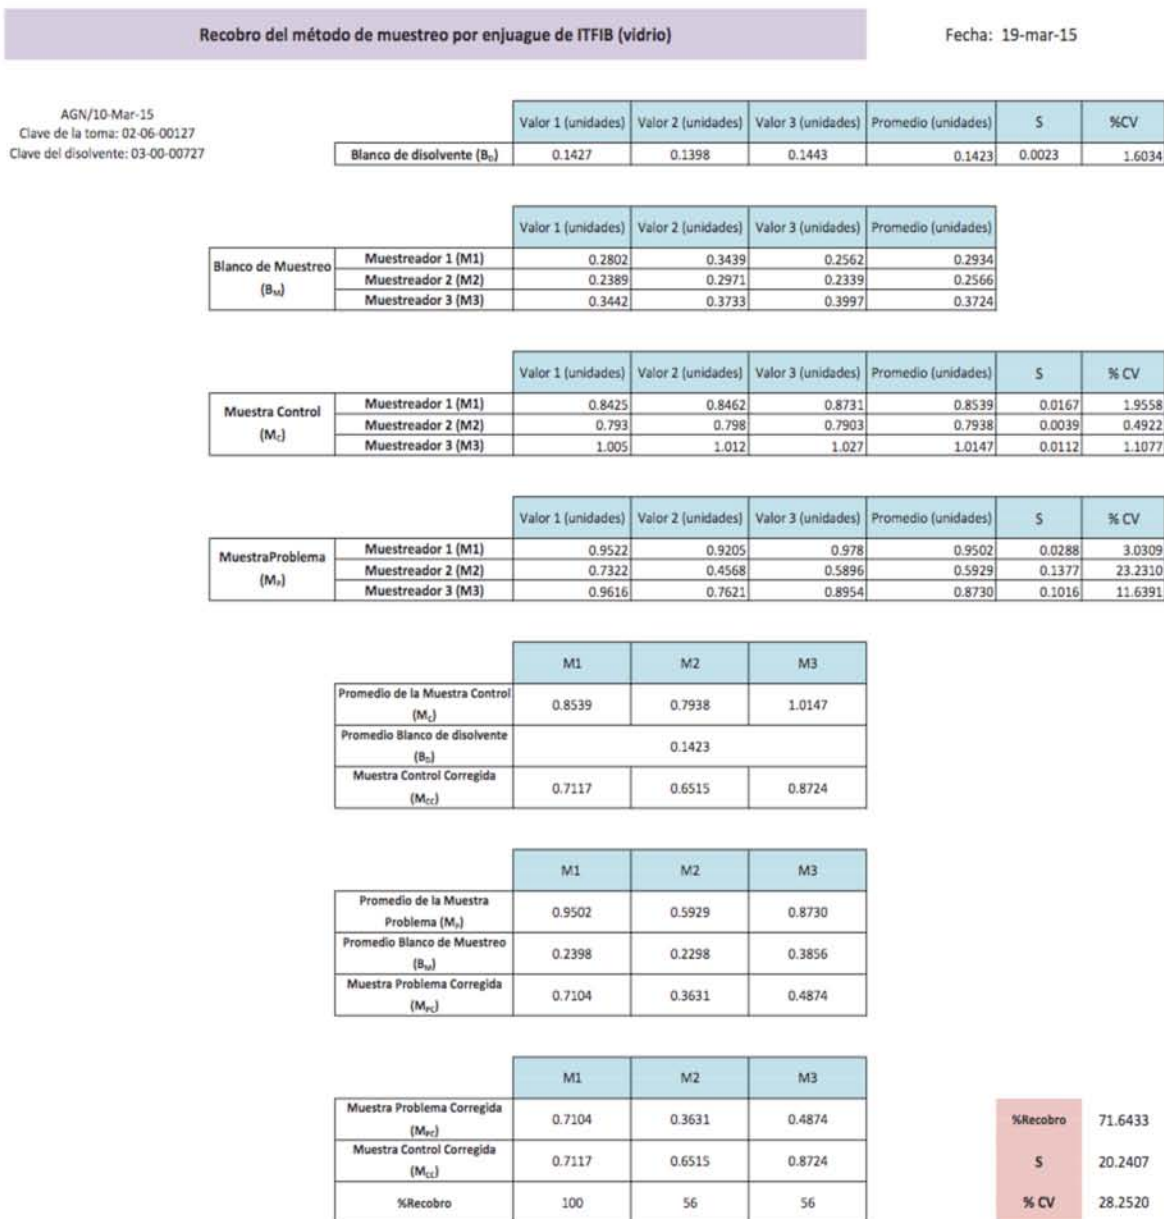 Recobro del método de muestreo por enjuague de ITFIB (vidrio) Fecha: 19-mar-15
AGN/10-Mar-15
Clave de la toma: 02-06-00127
Clave del disolvente: 03-00-00727
Valor 1 (unidades) Valor 2 (unidades) Valor 3 (unidades) Promedio (unidades) S %CV
Blanco de disolvente (B_D) 0.1427 0.1398 0.1443 0.1423 0.0023 1.6034
Valor 1 (unidades) Valor 2 (unidades) Valor 3 (unidades) Promedio (unidades)
Blanco de Muestreo (B_M)
Muestreador 1 (M1) 0.2802 0.3439 0.2562 0.2934
Muestreador 2 (M2) 0.2389 0.2971 0.2339 0.2566
Muestreador 3 (M3) 0.3442 0.3733 0.3997 0.3724
Valor 1 (unidades) Valor 2 (unidades) Valor 3 (unidades) Promedio (unidades) S % CV
Muestra Control (M_C)
Muestreador 1 (M1) 0.8425 0.8462 0.8731 0.8539 0.0167 1.9558
Muestreador 2 (M2) 0.793 0.798 0.7903 0.7938 0.0039 0.4922
Muestreador 3 (M3) 1.005 1.012 1.027 1.0147 0.0112 1.1077
Valor 1 (unidades) Valor 2 (unidades) Valor 3 (unidades) Promedio (unidades) S % CV
MuestraProblema (M_P)
Muestreador 1 (M1) 0.9522 0.9205 0.978 0.9502 0.0288 3.0309
Muestreador 2 (M2) 0.7322 0.4568 0.5896 0.5929 0.1377 23.2310
Muestreador 3 (M3) 0.9616 0.7621 0.8954 0.8730 0.1016 11.6391
M1 M2 M3
Promedio de la Muestra Control (M_C) 0.8539 0.7938 1.0147
Promedio Blanco de disolvente (B_D) 0.1423
Muestra Control Corregida (M_CC) 0.7117 0.6515 0.8724
M1 M2 M3
Promedio de la Muestra Problema (M_P) 0.9502 0.5929 0.8730
Promedio Blanco de Muestreo (B_M) 0.2398 0.2298 0.3856
Muestra Problema Corregida (M_PC) 0.7104 0.3631 0.4874
M1 M2 M3
Muestra Problema Corregida (M_PC) 0.7104 0.3631 0.4874
Muestra Control Corregida (M_CC) 0.7117 0.6515 0.8724
%Recobro 100 56 56
%Recobro 71.6433
S 20.2407
% CV 28.2520